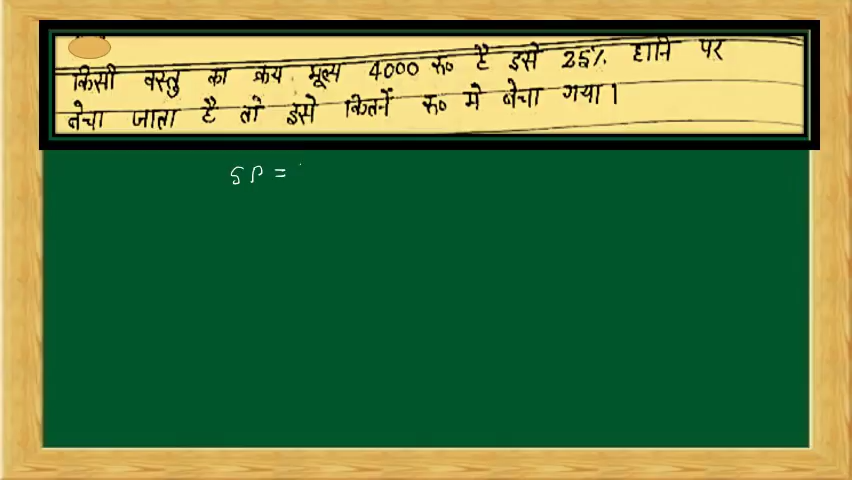 किसी वस्तु का क्रय मूल्य 4000 रू० है इसे 25% हानि पर
बेचा जाता है तो इसे कितनें रू० मे बेचा गया।
SP =